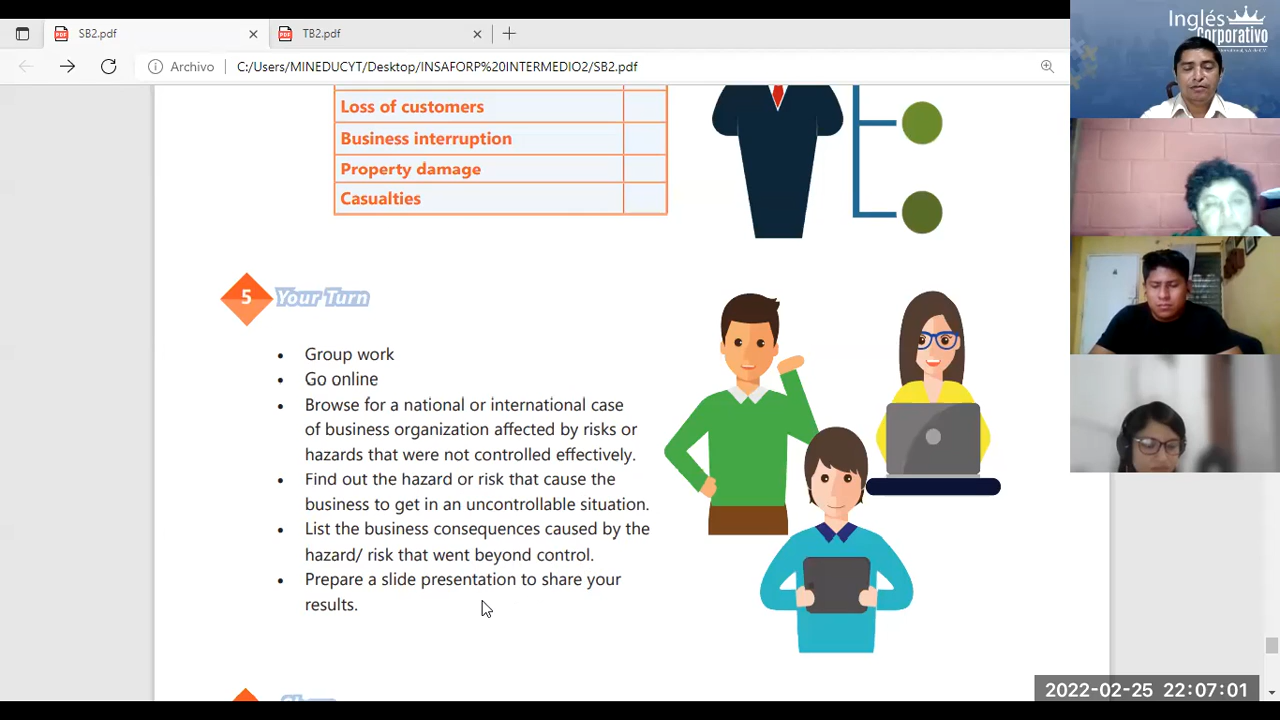 SB2.pdf
TB2.pdf
Archivo
C:/Users/MINEDUCYT/Desktop/INSAFORP%20INTERMEDIO2/SB2.pdf
Inglés
Corporativo
Loss of customers
Business interruption
Property damage
Casualties
5
Your Turn
• Group work
• Go online
• Browse for a national or international case
of business organization affected by risks or
hazards that were not controlled effectively.
• Find out the hazard or risk that cause the
business to get in an uncontrollable situation.
• List the business consequences caused by the
hazard/ risk that went beyond control.
• Prepare a slide presentation to share your
results.
2022-02-25 22:07:01